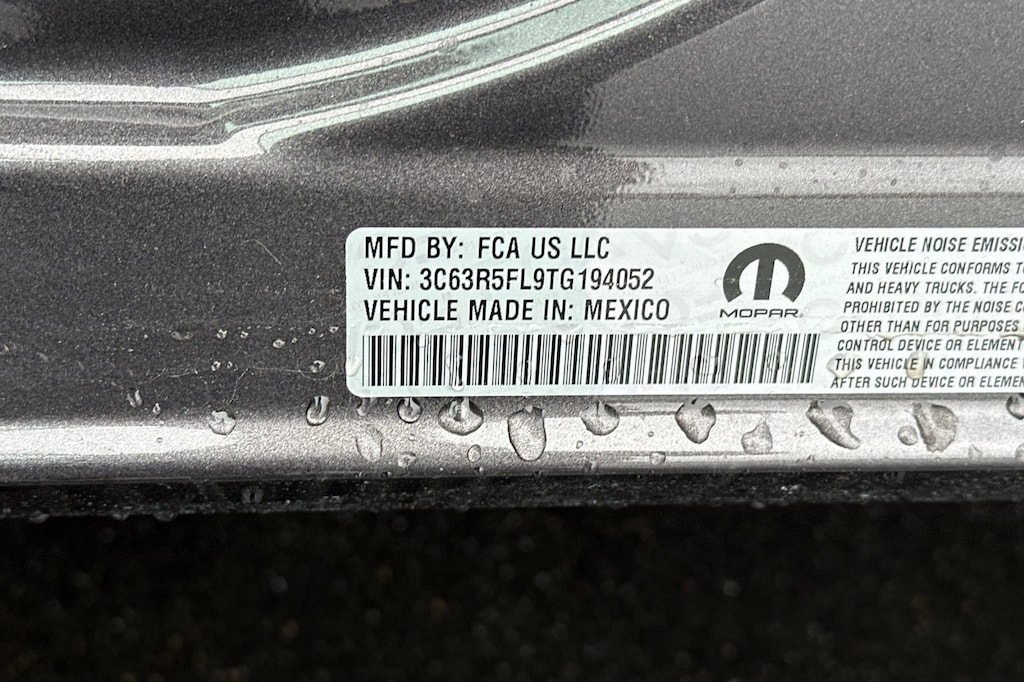 MFD BY: FCA US LLC
VIN: 3C63R5FL9TG194052
VEHICLE MADE IN: MEXICO
MOPAR
VEHICLE NOISE
THIS VEHICLE CONFORMS
AND HEAVY TRUCKS. THE
PROHIBITED BY THE NOISE
OTHER THAN FOR PURPOSES
CONTROL DEVICE OR ELEMENT
THIS VEHICLE IN COMPLIANCE
AFTER SUCH DEVICE OR